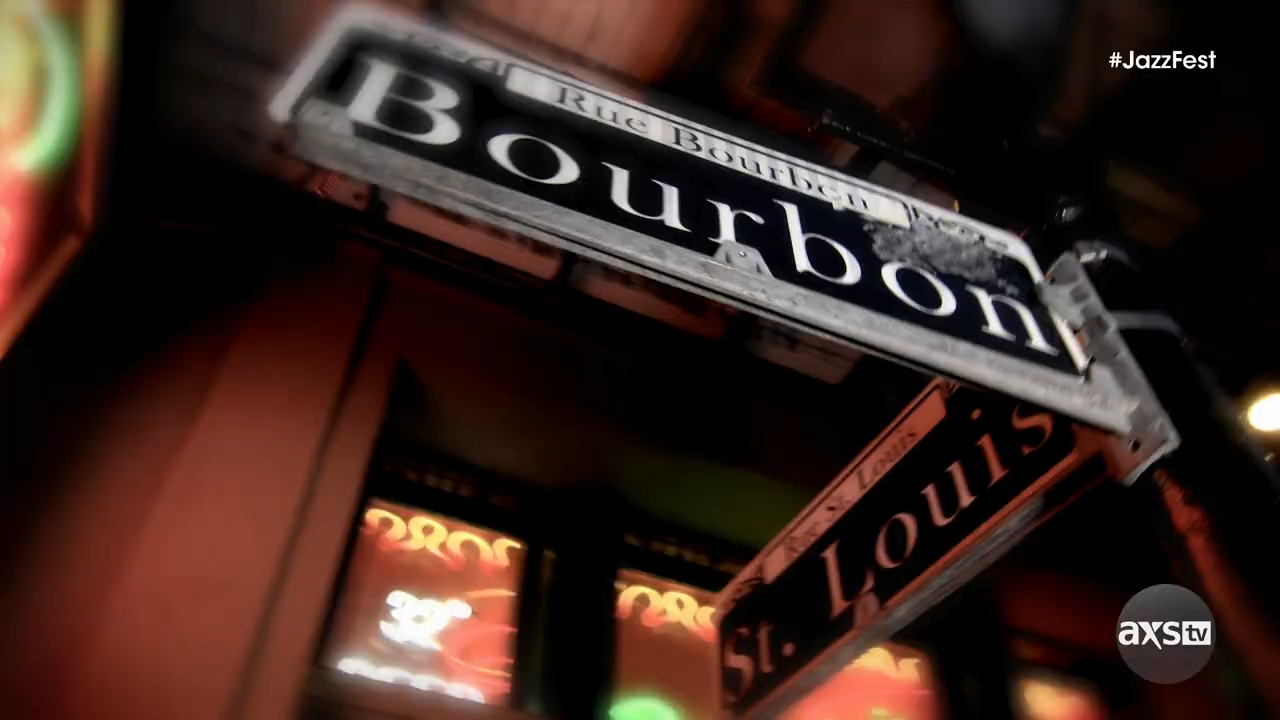 #JazzFest
Rue Bourbon
Bourbon
Rue St. Louis
St. Louis
axs tv